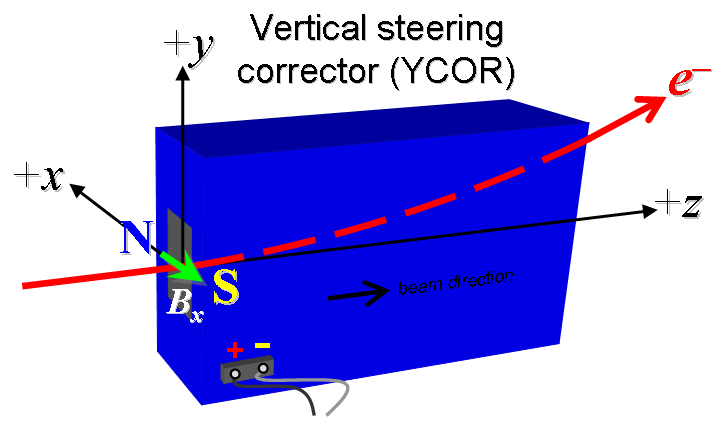 Vertical steering
corrector (YCOR)
+y
e–
+x
+z
N
S
Bx
beam direction
+ –